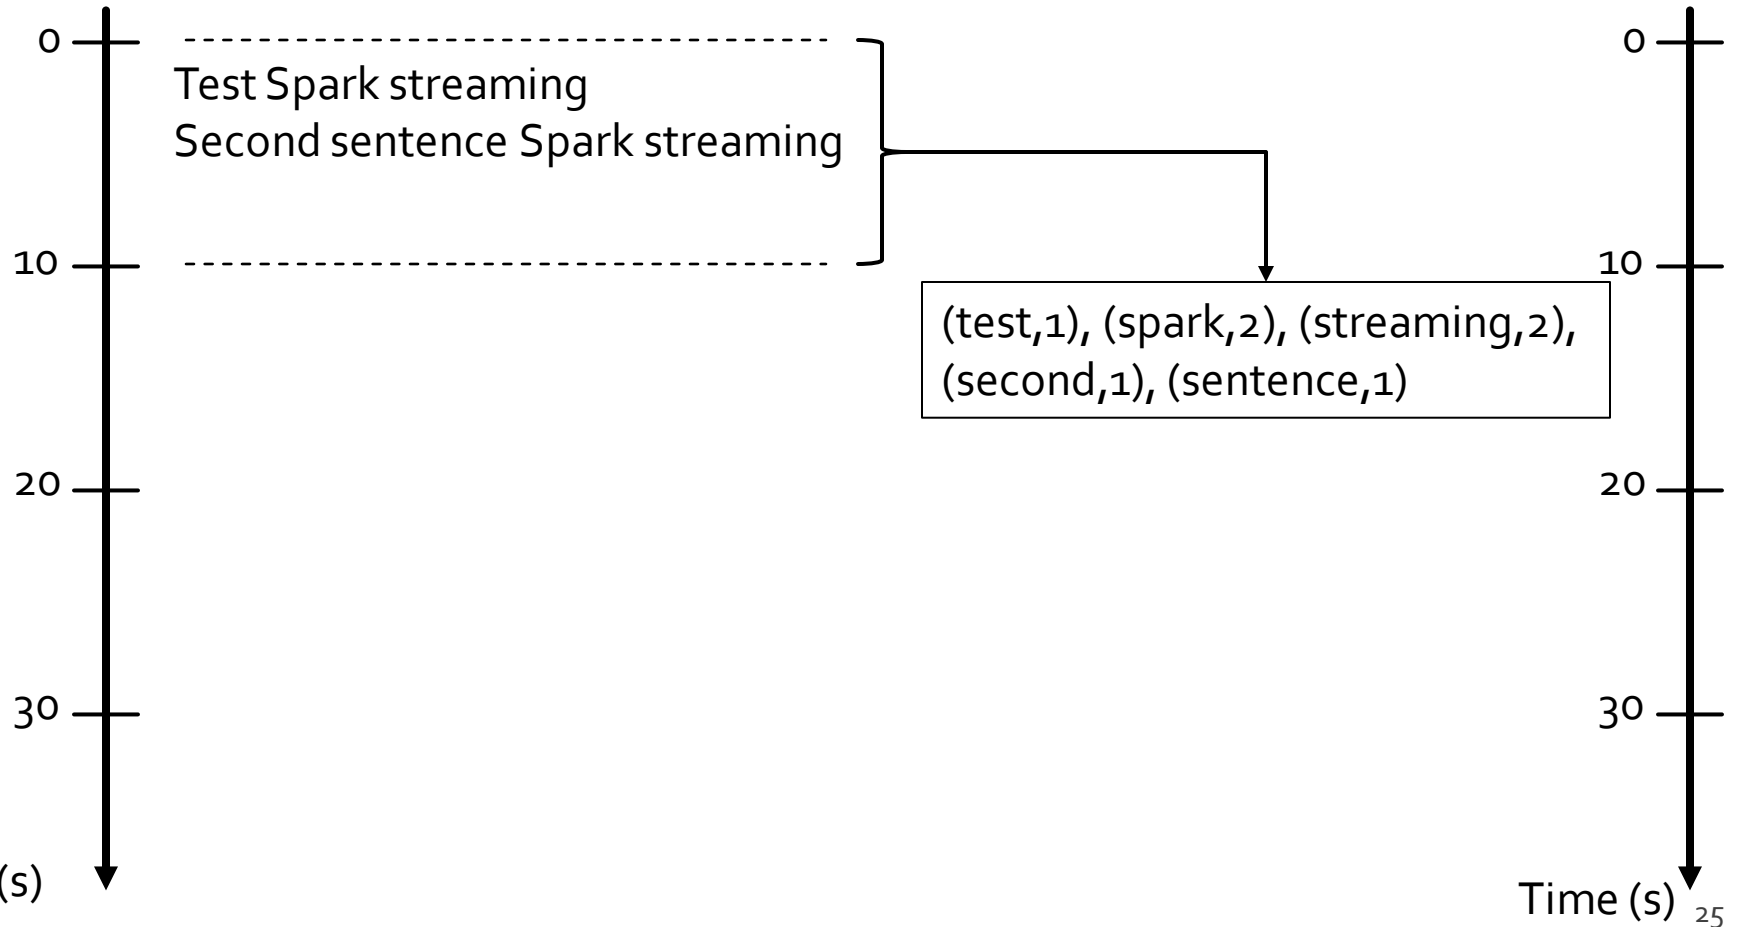 0
Test Spark streaming
Second sentence Spark streaming
10
20
30
(s)
(test,1), (spark,2), (streaming,2),
(second,1), (sentence,1)
0
10
20
30
Time (s)
25